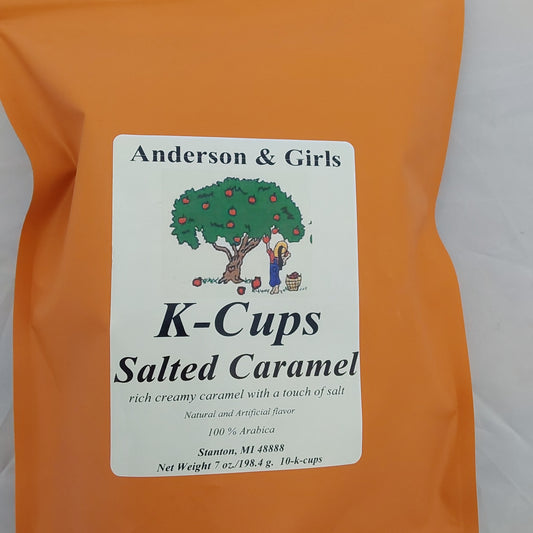 Anderson & Girls
K-Cups
Salted Caramel
rich creamy caramel with a touch of salt
Natural and Artificial flavor
100 % Arabica
Stanton, MI 48888
Net Weight 7 oz./198.4 g. 10-k-cups